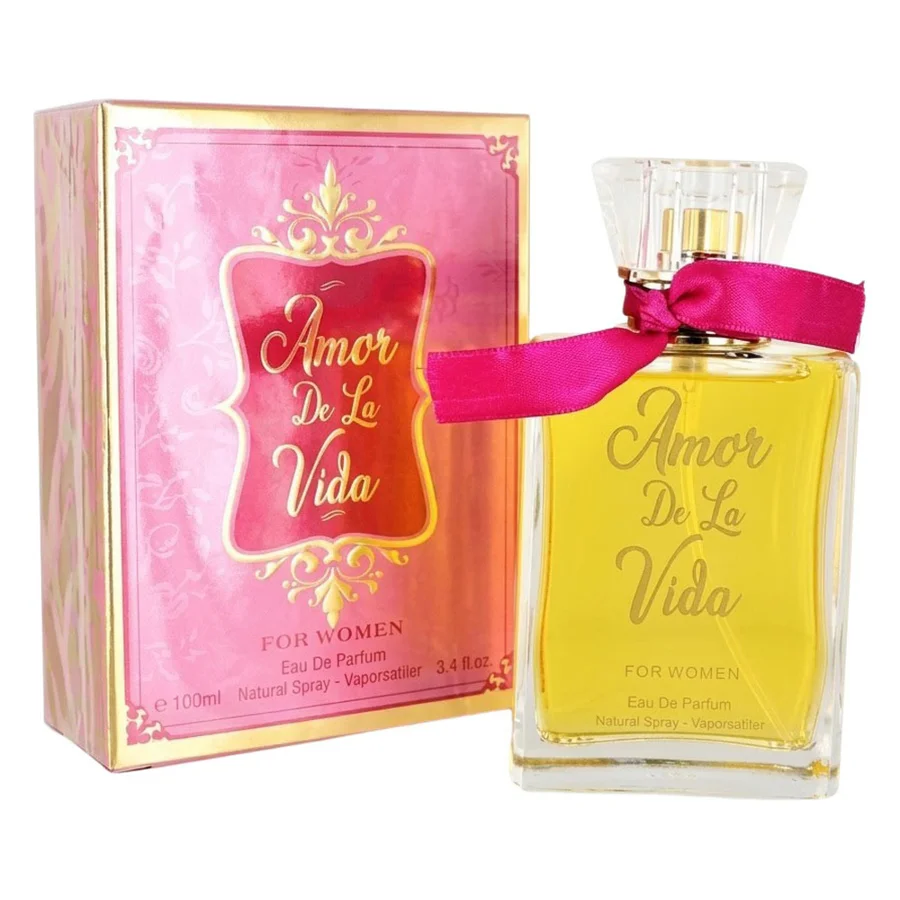 Amor
De La
Vida
FOR WOMEN
Eau De Parfum
Natural Spray - Vaporsatiler
℮ 100ml
3.4 fl.oz.
Amor
De La
Vida
FOR WOMEN
Eau De Parfum
Natural Spray - Vaporsatiler